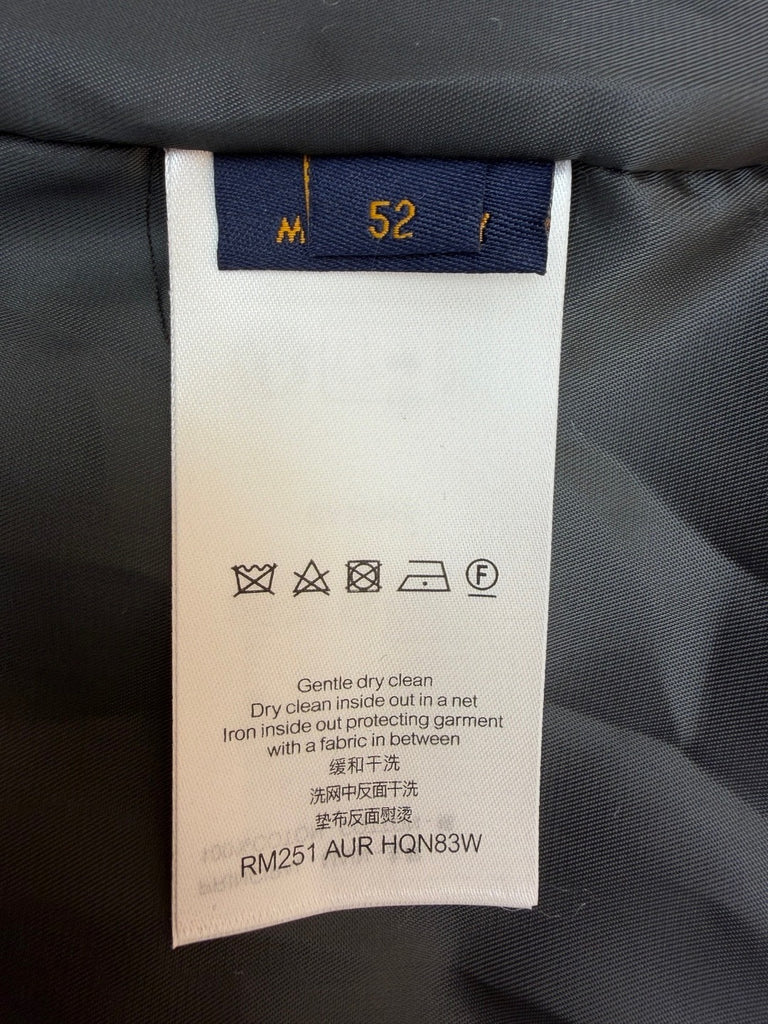 52
Gentle dry clean
Dry clean inside out in a net
Iron inside out protecting garment
with a fabric in between
缓和干洗
洗网中反面干洗
垫布反面熨烫
RM251 AUR HQN83W